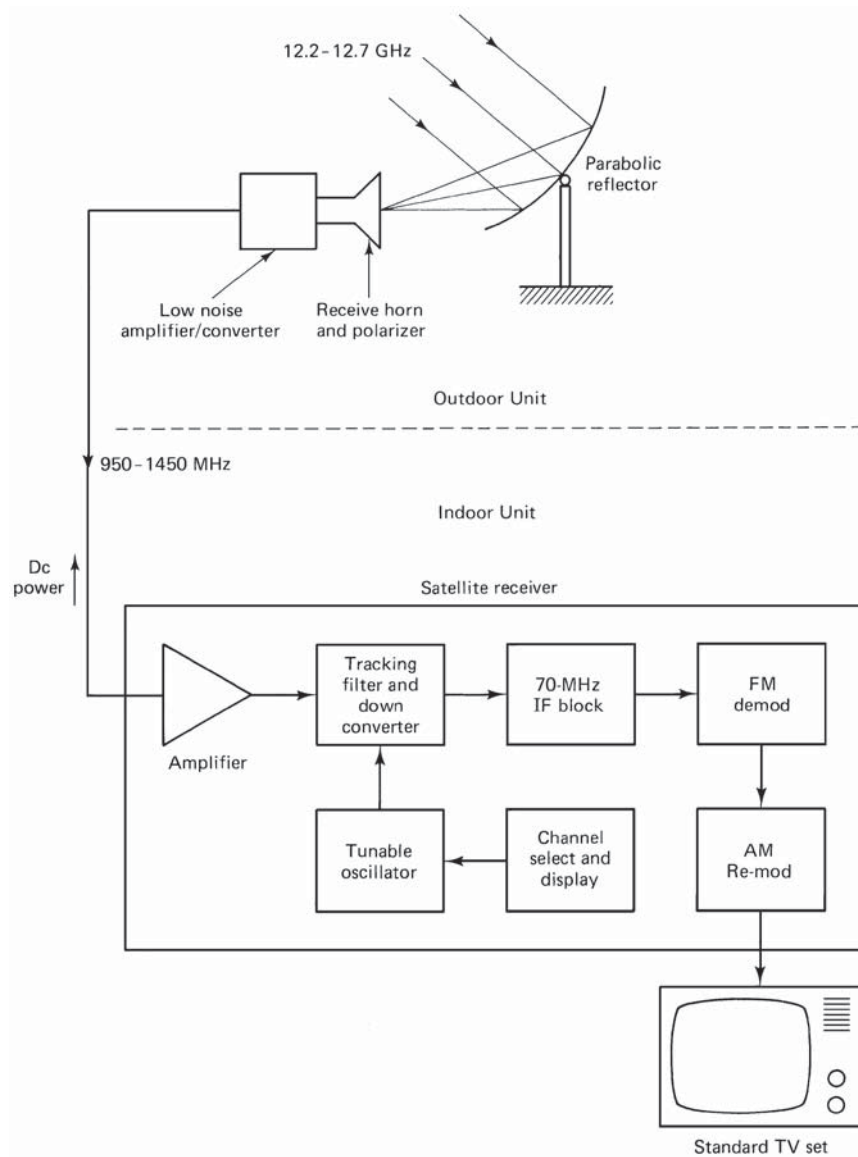 12.2–12.7 GHz
Parabolic
reflector
Low noise
amplifier/converter
Receive horn
and polarizer
Outdoor Unit
950–1450 MHz
Indoor Unit
Dc
power
Satellite receiver
Tracking
filter and
down
converter
70-MHz
IF block
FM
demod
Amplifier
Tunable
oscillator
Channel
select and
display
AM
Re-mod
Standard TV set